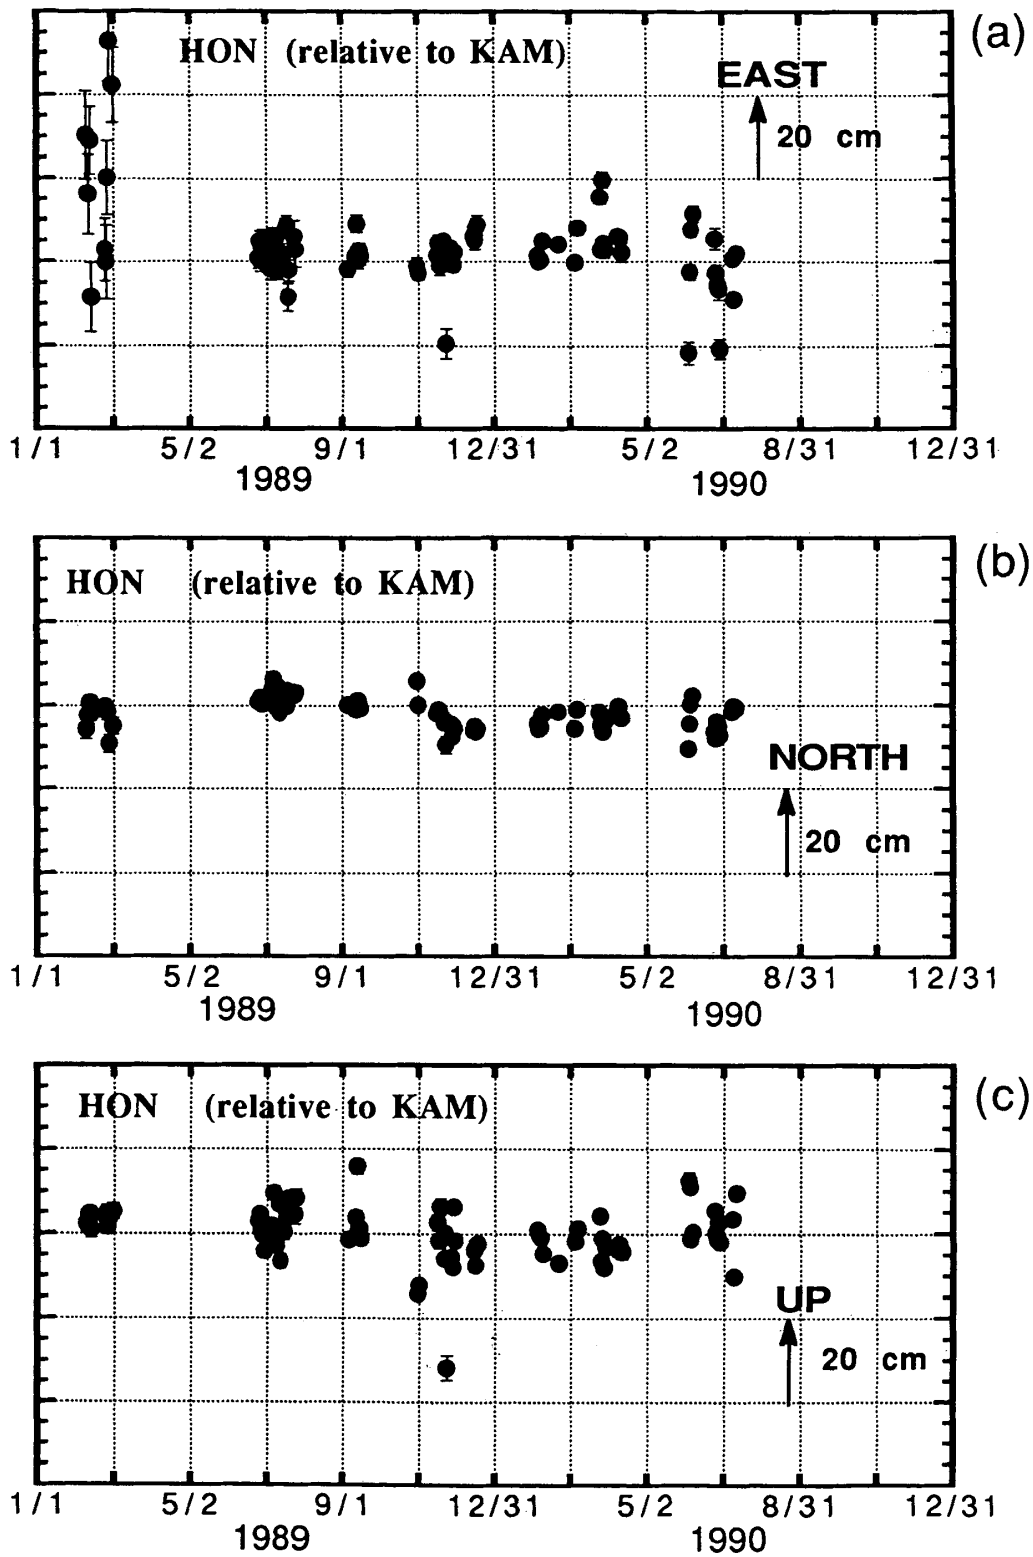 (a)
HON (relative to KAM)
EAST
20 cm
1/1 5/2 9/1 12/31 5/2 8/31 12/31
1989 1990
(b)
HON (relative to KAM)
NORTH
20 cm
1/1 5/2 9/1 12/31 5/2 8/31 12/31
1989 1990
(c)
HON (relative to KAM)
UP
20 cm
1/1 5/2 9/1 12/31 5/2 8/31 12/31
1989 1990